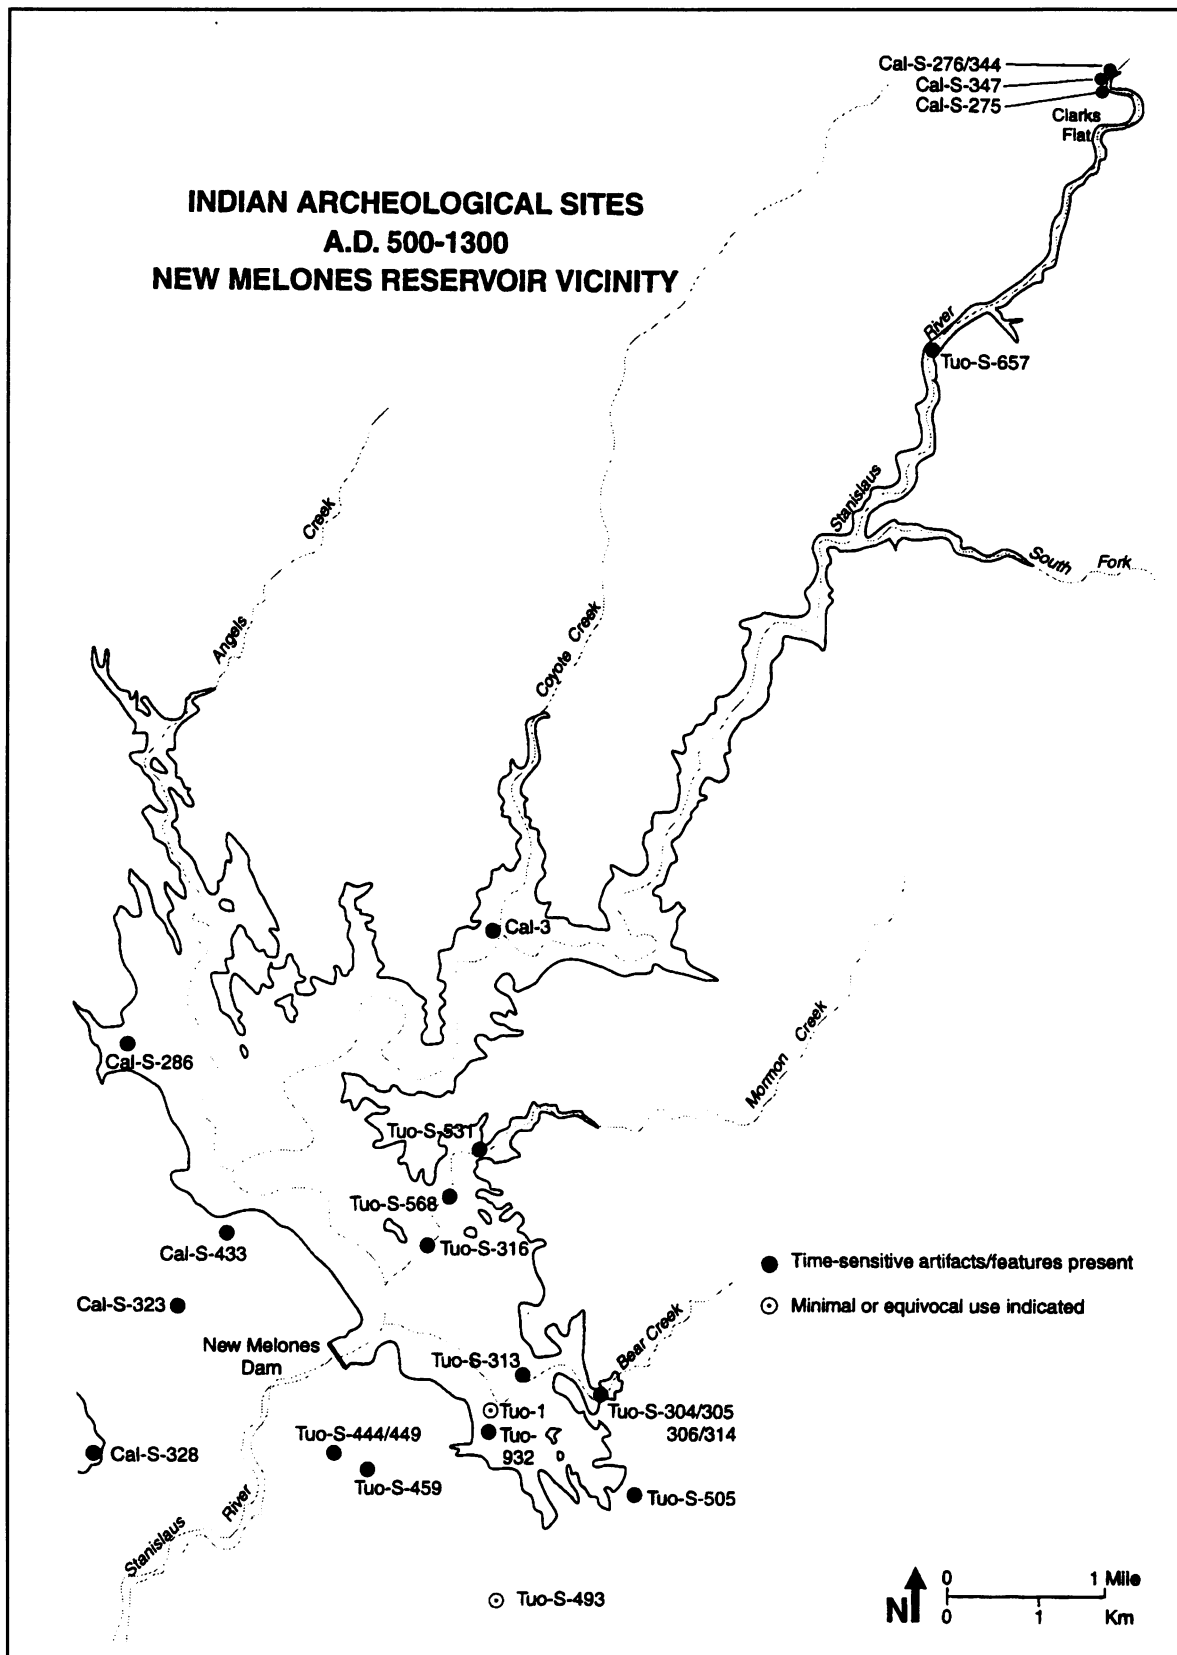 Cal-S-276/344
Cal-S-347
Cal-S-275
Clarks
Flat
INDIAN ARCHEOLOGICAL SITES
A.D. 500-1300
NEW MELONES RESERVOIR VICINITY
River
Tuo-S-657
Stanislaus
South Fork
Angels Creek
Coyote Creek
Cal-3
Mormon Creek
Cal-S-286
Tuo-S-531
Tuo-S-568
Tuo-S-316
Cal-S-433
Cal-S-323
Time-sensitive artifacts/features present
Minimal or equivocal use indicated
New Melones
Dam
Bear Creek
Tuo-S-313
Tuo-S-304/305
306/314
Tuo-1
Tuo-
932
Tuo-S-444/449
Tuo-S-459
Cal-S-328
Tuo-S-505
Stanislaus River
Tuo-S-493
N
0 1 Mile
0 1 Km